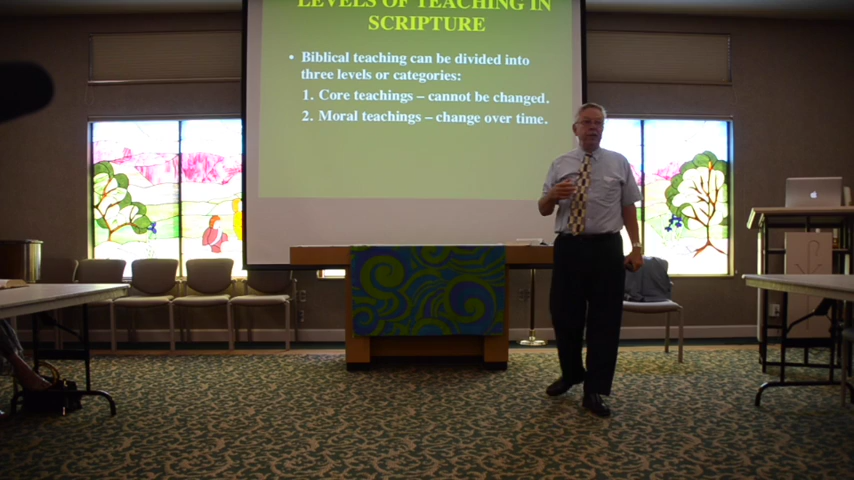 LEVELS OF TEACHING IN
SCRIPTURE
• Biblical teaching can be divided into
three levels or categories:
1. Core teachings – cannot be changed.
2. Moral teachings – change over time.